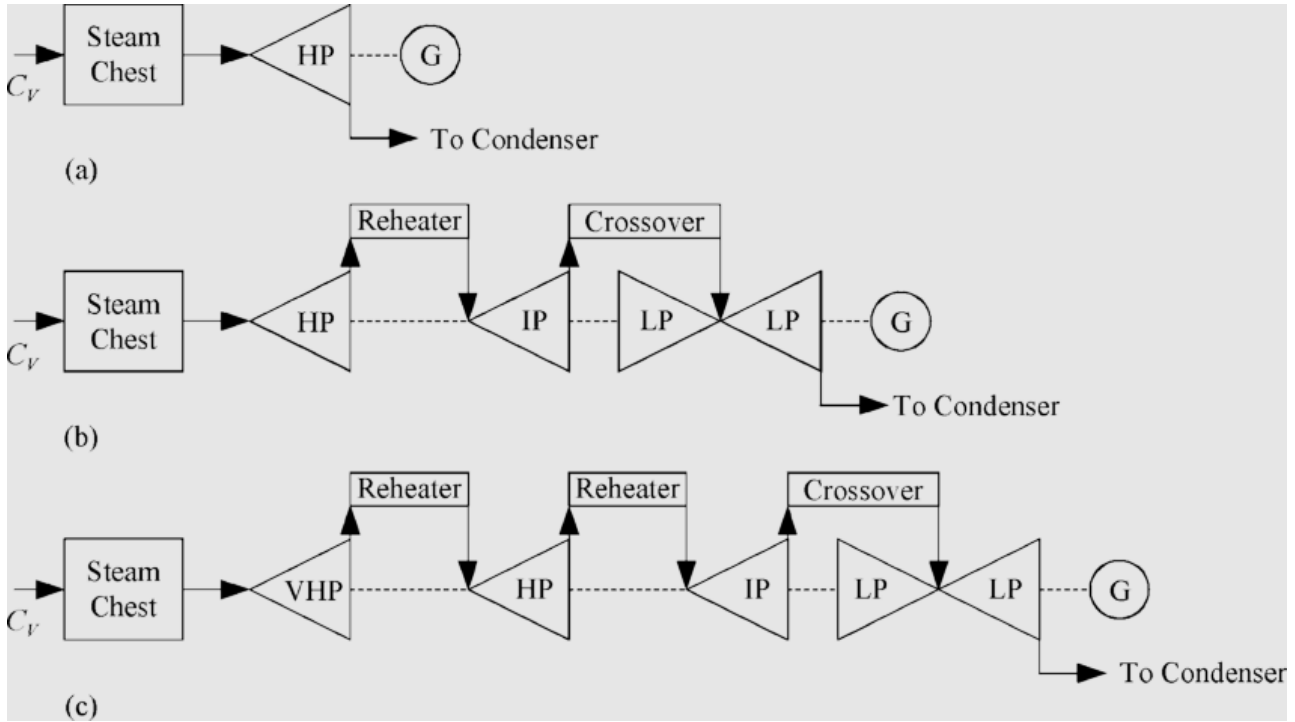 Steam
Chest
HP
G
C_V
To Condenser
(a)
Reheater
Crossover
Steam
Chest
HP
IP
LP
LP
G
C_V
To Condenser
(b)
Reheater
Reheater
Crossover
Steam
Chest
VHP
HP
IP
LP
LP
G
C_V
To Condenser
(c)